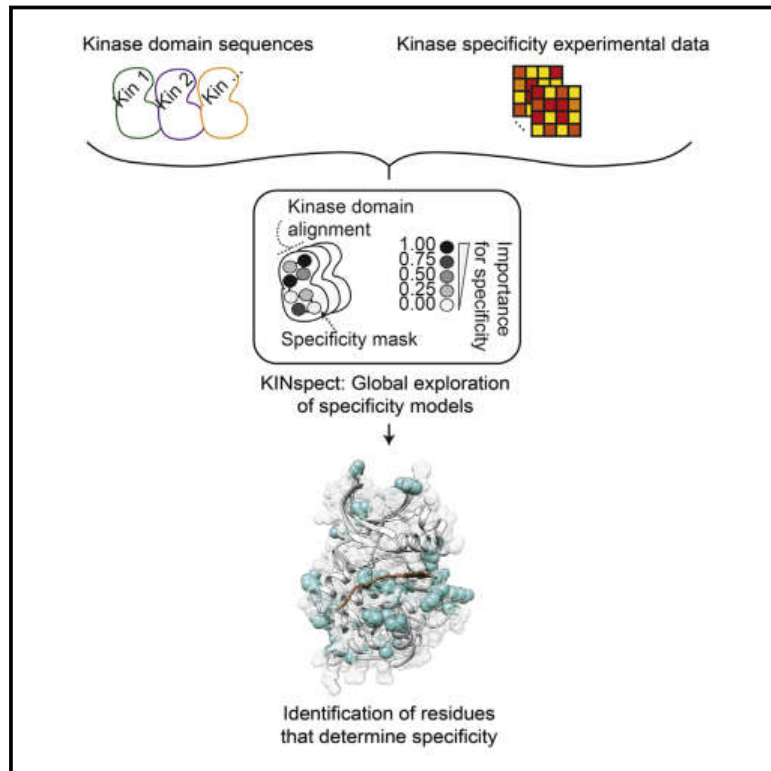 Kinase domain sequences
Kinase specificity experimental data
Kin 1
Kin 2
Kin ...
...
Kinase domain
alignment
1.00
0.75
0.50
0.25
0.00
Importance
for specificity
Specificity mask
KINspect: Global exploration
of specificity models
Identification of residues
that determine specificity